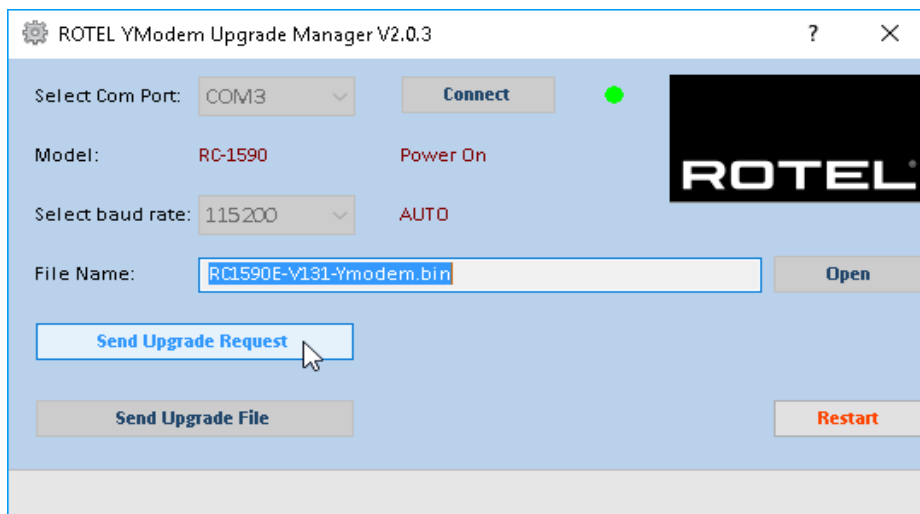 ROTEL YModem Upgrade Manager V2.0.3 ?
Select Com Port: COM3 Connect
Model: RC-1590 Power On
ROTEL
Select baud rate: 115200 AUTO
File Name: RC1590E-V131-Ymodem.bin Open
Send Upgrade Request
Send Upgrade File Restart